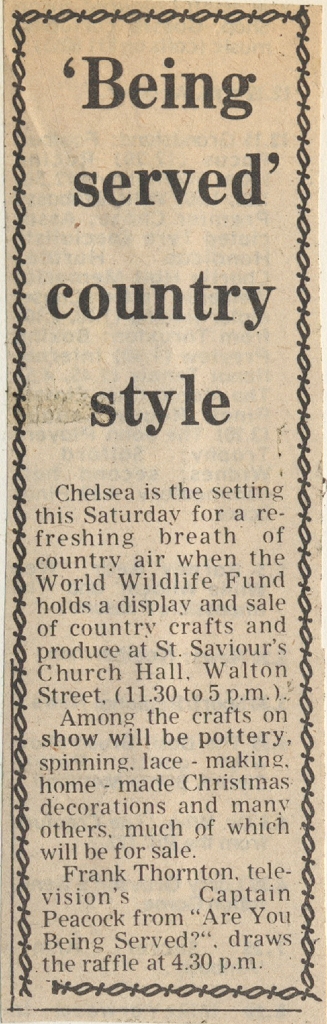 ‘Being
served’
country
style
Chelsea is the setting
this Saturday for a re-
freshing breath of
country air when the
World Wildlife Fund
holds a display and sale
of country crafts and
produce at St. Saviour's
Church Hall, Walton
Street, (11.30 to 5 p.m.).
Among the crafts on
show will be pottery,
spinning, lace - making,
home - made Christmas
decorations and many
others, much of which
will be for sale.
Frank Thornton, tele-
vision's Captain
Peacock from "Are You
Being Served?", draws
the raffle at 4.30 p.m.